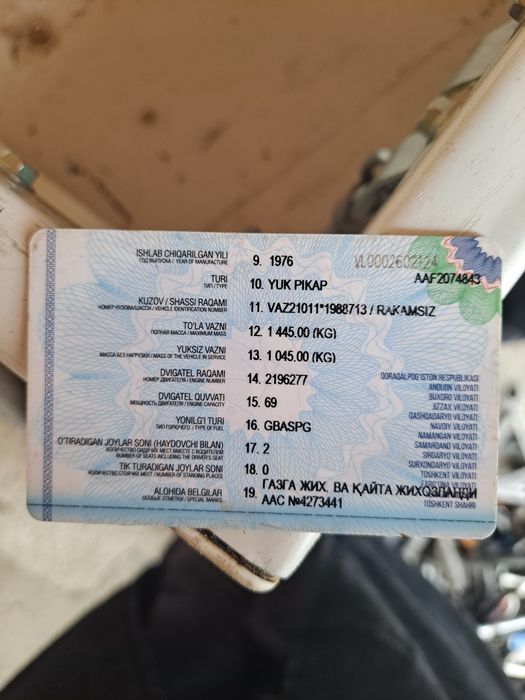 ISHLAB CHIQARILGAN YILI 9. 1976 VL0002602124
ГОД ВЫПУСКА / YEAR OF MANUFACTURE
AAF2074843
TURI 10. YUK PIKAP
ТИП / TYPE
KUZOV / SHASSI RAQAMI 11. VAZ21011*1988713 / RAKAMSIZ
НОМЕР КУЗОВА/ШАССИ / VEHICLE IDENTIFICATION NUMBER
TO'LA VAZNI 12. 1 445.00 (KG)
ПОЛНАЯ МАССА / MAXIMUM MASS
YUKSIZ VAZNI 13. 1 045.00 (KG)
МАССА БЕЗ НАГРУЗКИ / MASS OF THE VEHICLE IN SERVICE
DVIGATEL RAQAMI 14. 2196277
НОМЕР ДВИГАТЕЛЯ / ENGINE NUMBER
DVIGATEL QUVVATI 15. 69
МОЩНОСТЬ ДВИГАТЕЛЯ / ENGINE CAPACITY
YONILG'I TURI 16. GBASPG
ТИП ГОРЮЧЕГО / TYPE OF FUEL
O'TIRADIGAN JOYLAR SONI (HAYDOVCHI BILAN) 17. 2
КОЛИЧЕСТВО СИДЯЧИХ МЕСТ ВМЕСТЕ С ВОДИТЕЛЕМ
NUMBER OF SEATS INCLUDING THE DRIVER'S SEAT
TIK TURADIGAN JOYLAR SONI 18. 0
КОЛИЧЕСТВО СТОЯЧИХ МЕСТ / NUMBER OF STANDING PLACES
ALOHIDA BELGILAR 19. ГАЗГА ЖИХ. ВА ҚАЙТА ЖИХОЗЛАНДИ
ОСОБЫЕ ОТМЕТКИ / SPECIAL MARKS
ААС №4273441
QORAQALPOG'ISTON RESPUBLIKASI
ANDIJON VILOYATI
BUXORO VILOYATI
JIZZAX VILOYATI
QASHQADARYO VILOYATI
NAVOIY VILOYATI
NAMANGAN VILOYATI
SAMARQAND VILOYATI
SIRDARYO VILOYATI
SURXONDARYO VILOYATI
TOSHKENT VILOYATI
FARG'ONA VILOYATI
TOSHKENT SHAHRI